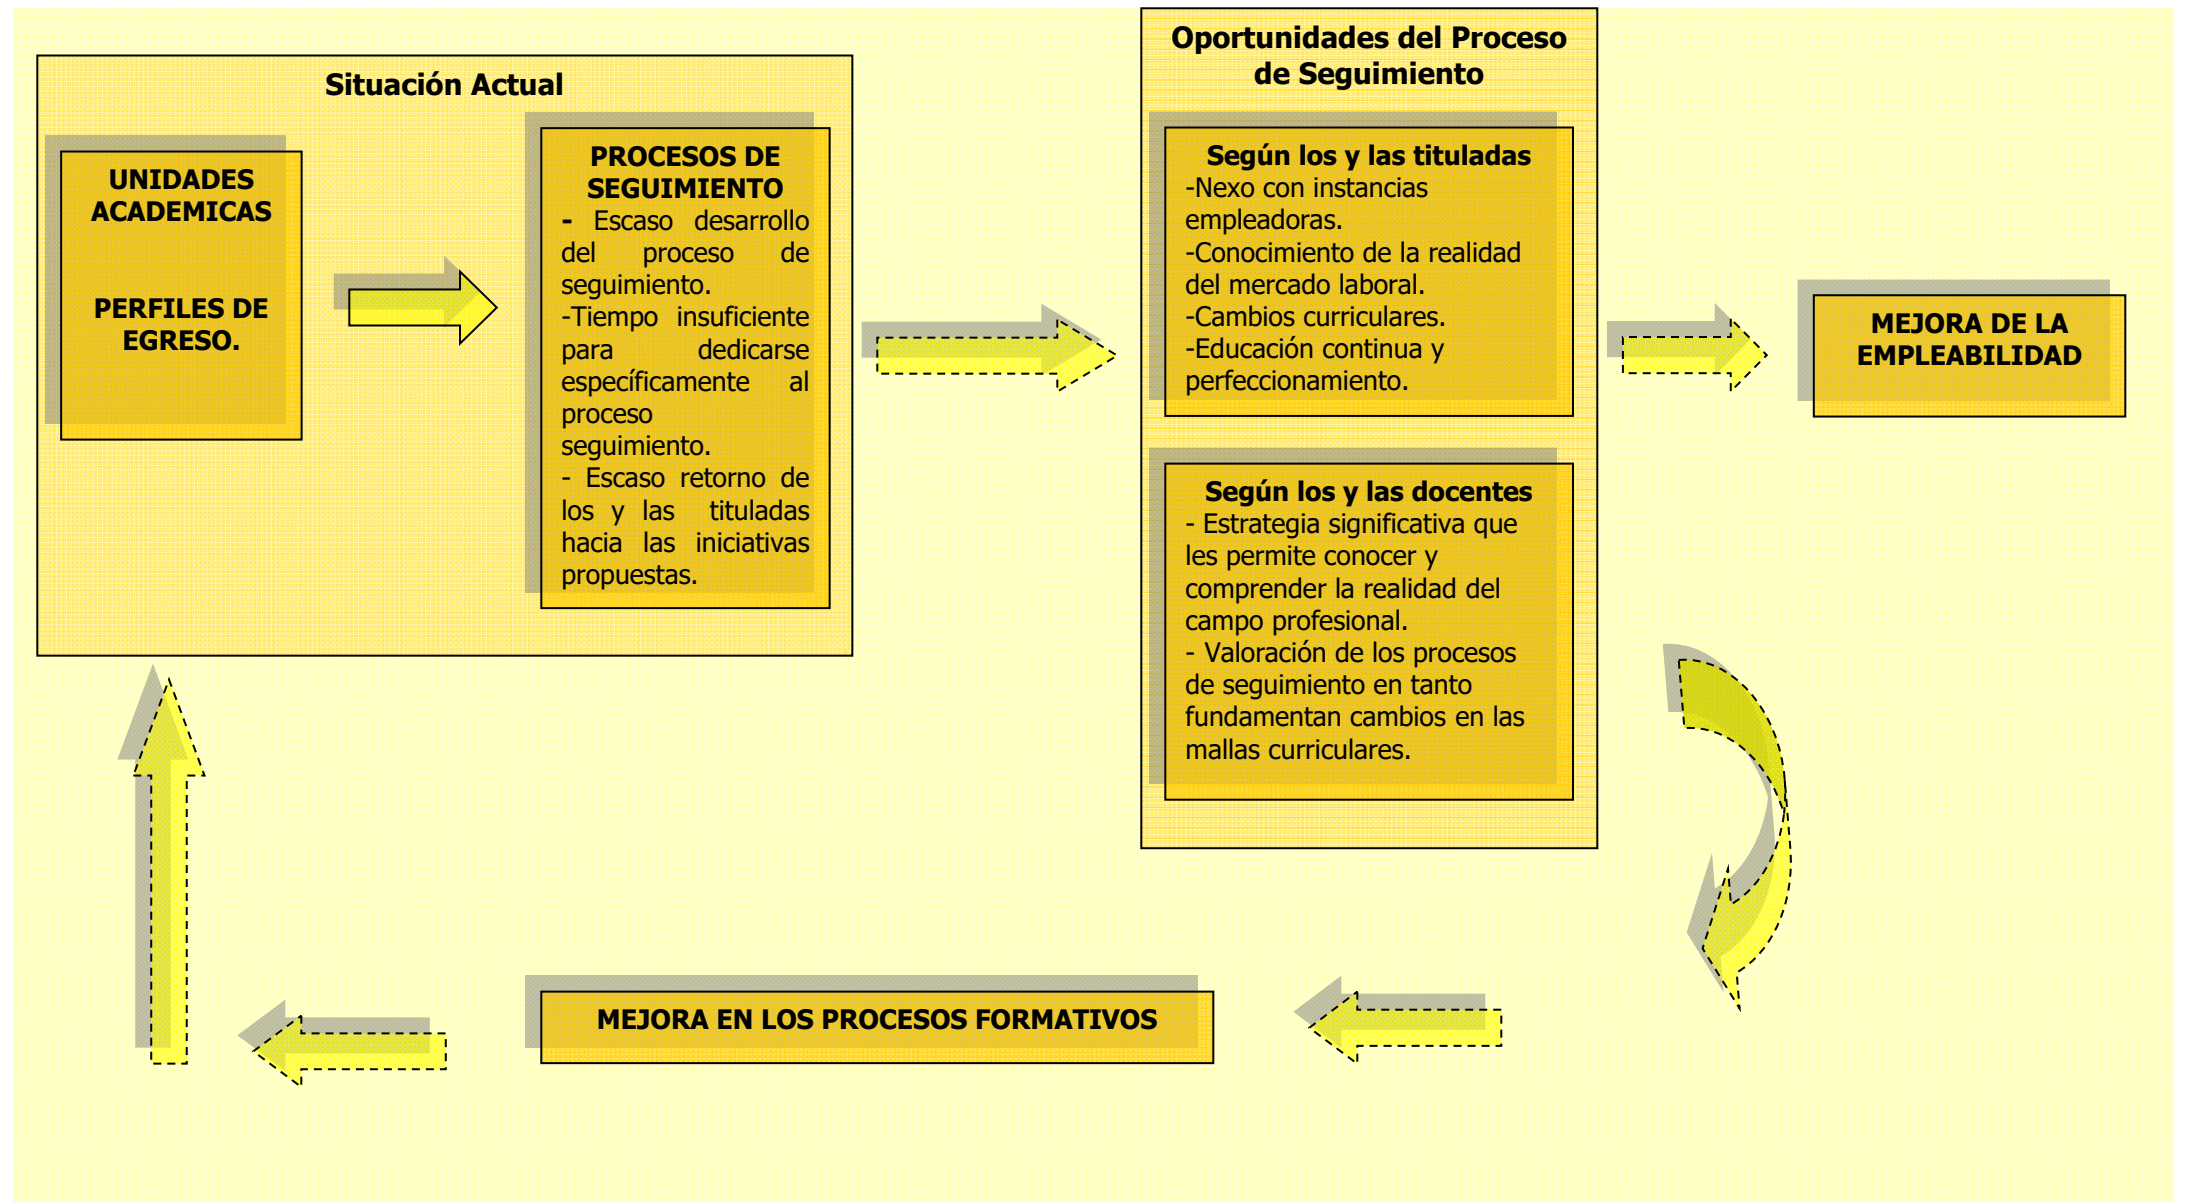 Situación Actual
UNIDADES
ACADEMICAS
PERFILES DE
EGRESO.
PROCESOS DE
SEGUIMIENTO
- Escaso desarrollo
del proceso de
seguimiento.
-Tiempo insuficiente
para dedicarse
específicamente al
proceso
seguimiento.
- Escaso retorno de
los y las tituladas
hacia las iniciativas
propuestas.
Oportunidades del Proceso
de Seguimiento
Según los y las tituladas
-Nexo con instancias
empleadoras.
-Conocimiento de la realidad
del mercado laboral.
-Cambios curriculares.
-Educación continua y
perfeccionamiento.
Según los y las docentes
- Estrategia significativa que
les permite conocer y
comprender la realidad del
campo profesional.
- Valoración de los procesos
de seguimiento en tanto
fundamentan cambios en las
mallas curriculares.
MEJORA DE LA
EMPLEABILIDAD
MEJORA EN LOS PROCESOS FORMATIVOS